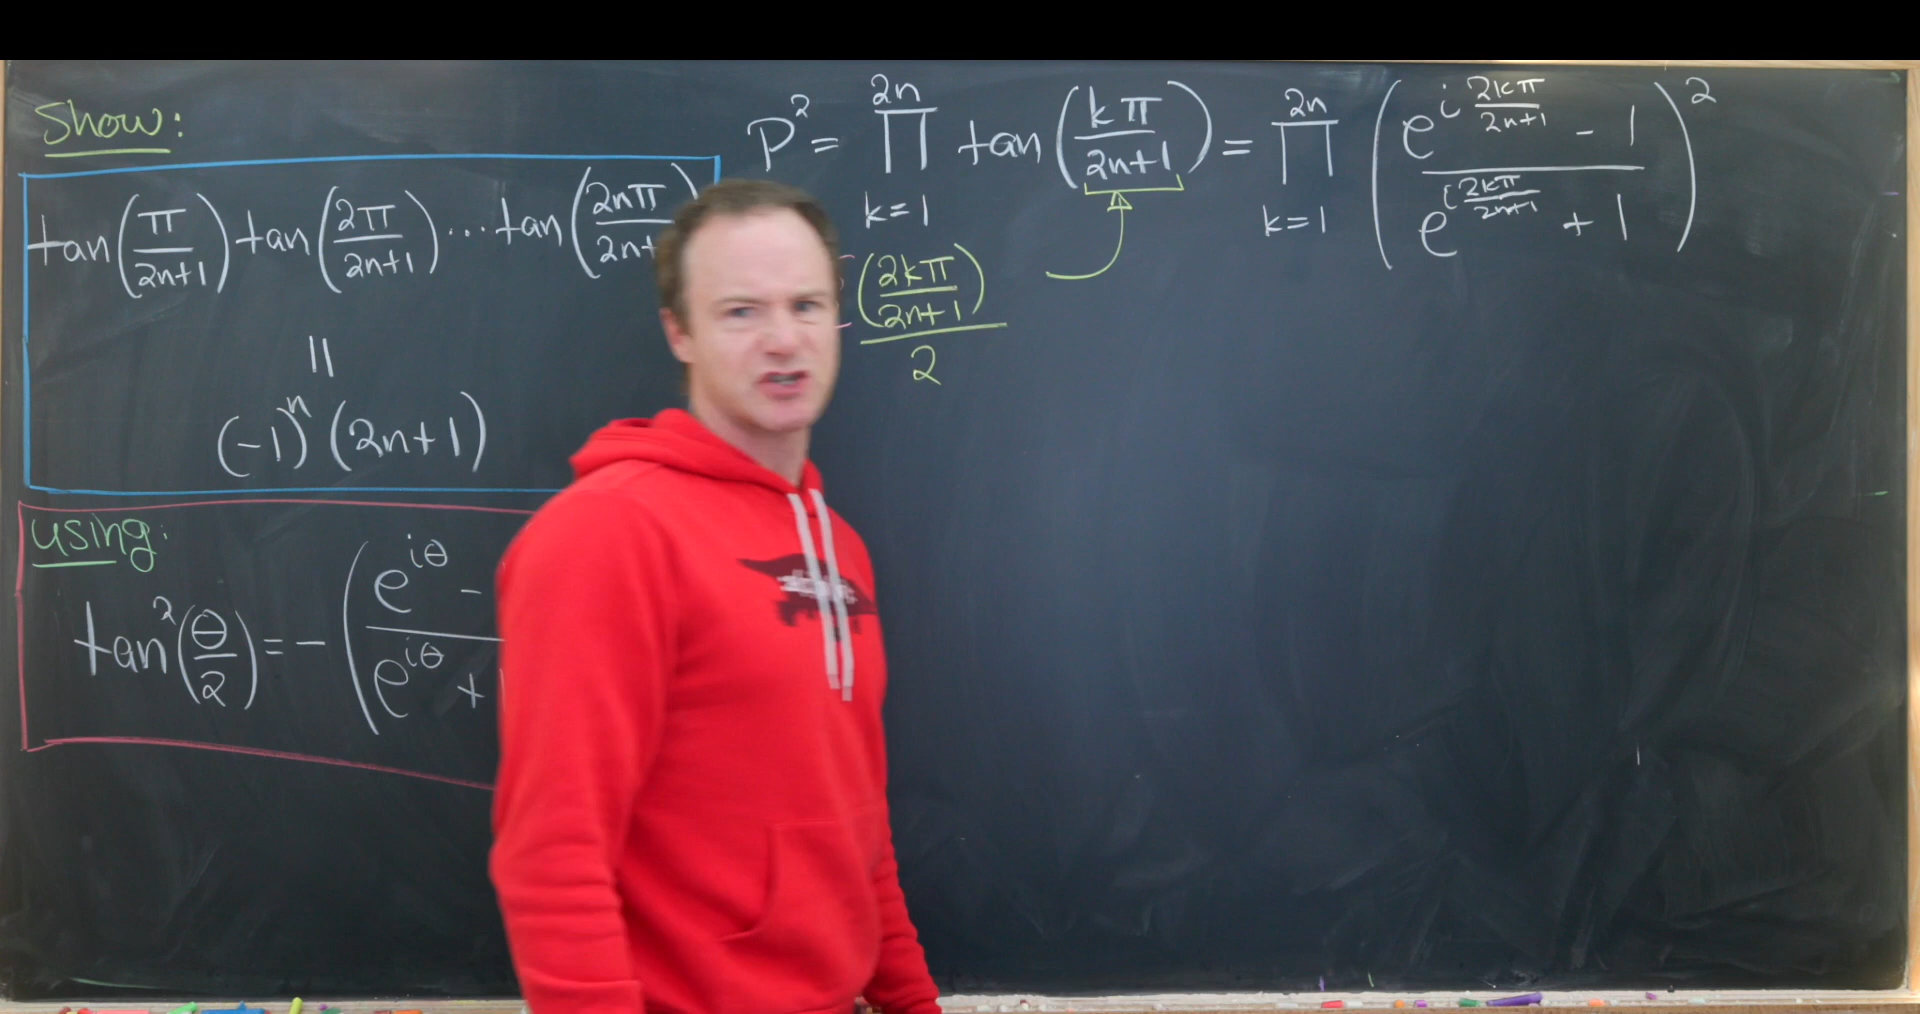 Show:
tan(π/2n+1) tan(2π/2n+1) ... tan(2nπ/2n+
||
(-1)^n (2n+1)
using:
tan²(θ/2) = - (e^{iθ} - / e^{iθ} +
P² = ∏_{k=1}^{2n} tan(kπ/2n+1) = ∏_{k=1}^{2n} (e^{i 2kπ/2n+1} - 1 / e^{i 2kπ/2n+1} + 1)²
(2kπ/2n+1)/2